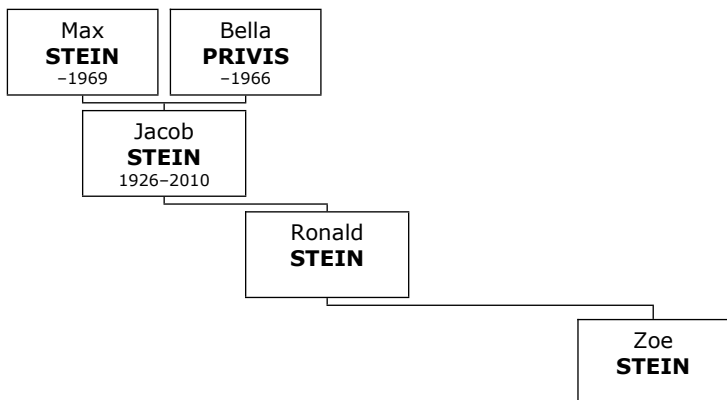 Max
STEIN
–1969
Bella
PRIVIS
–1966
Jacob
STEIN
1926–2010
Ronald
STEIN
Zoe
STEIN